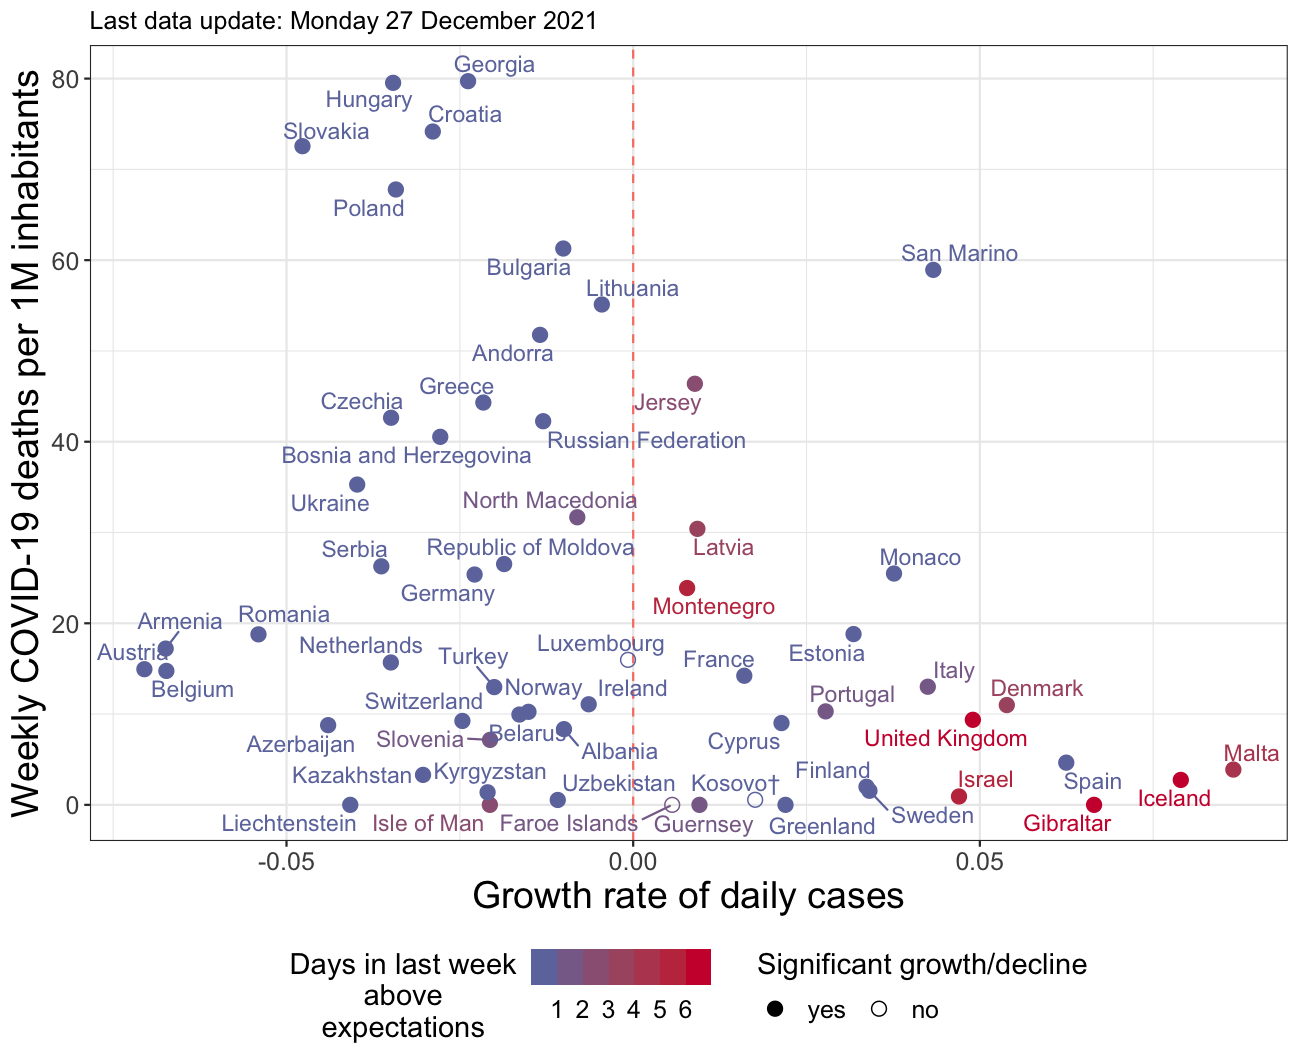 Last data update: Monday 27 December 2021
Weekly COVID-19 deaths per 1M inhabitants
80
60
40
20
0
Georgia
Hungary
Croatia
Slovakia
Poland
San Marino
Bulgaria
Lithuania
Andorra
Greece
Czechia
Jersey
Russian Federation
Bosnia and Herzegovina
North Macedonia
Ukraine
Serbia
Republic of Moldova
Latvia
Monaco
Germany
Montenegro
Romania
Armenia
Netherlands
Luxembourg
Austria
Turkey
France
Estonia
Italy
Belgium
Norway
Ireland
Portugal
Denmark
Switzerland
Belarus
Slovenia
Cyprus
United Kingdom
Azerbaijan
Albania
Malta
Kazakhstan
Kyrgyzstan
Finland
Israel
Spain
Uzbekistan
Kosovo†
Iceland
Sweden
Liechtenstein
Isle of Man
Faroe Islands
Guernsey
Greenland
Gibraltar
-0.05
0.00
0.05
Growth rate of daily cases
Days in last week
above
expectations
1 2 3 4 5 6
Significant growth/decline
yes
no